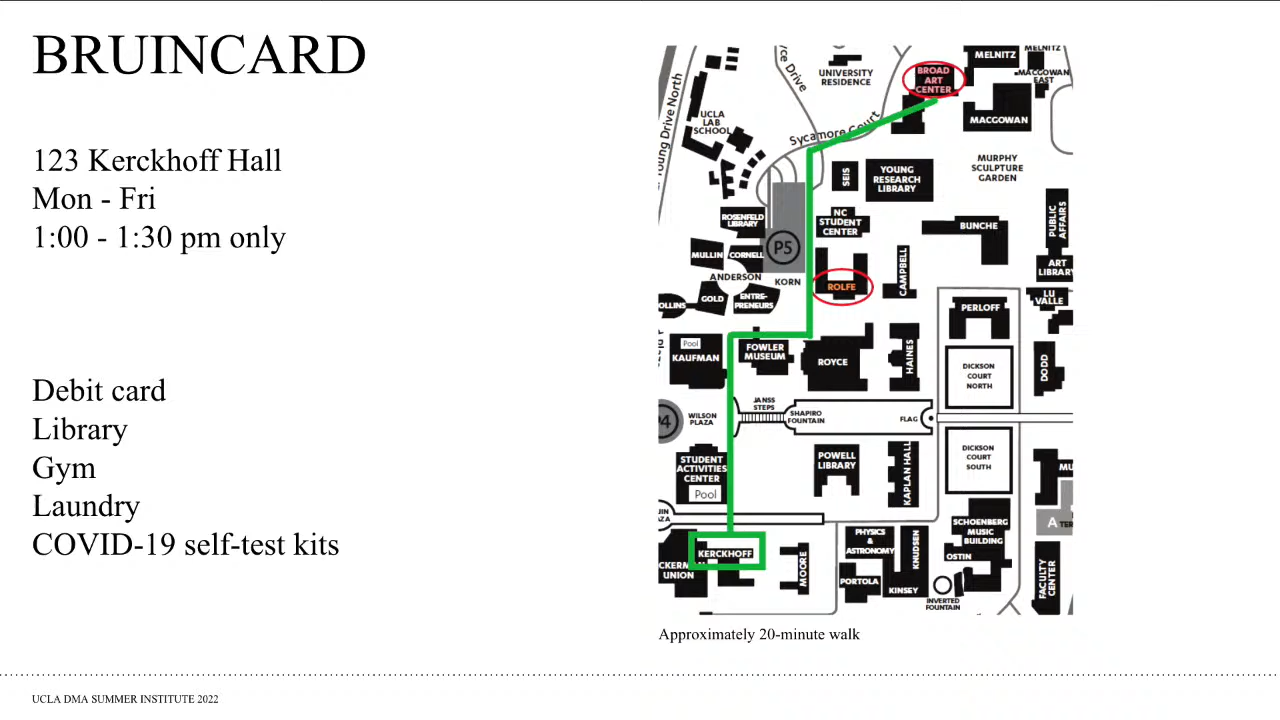 BRUINCARD
123 Kerckhoff Hall
Mon - Fri
1:00 - 1:30 pm only
Debit card
Library
Gym
Laundry
COVID-19 self-test kits
MELNITZ
MELNITZ
MACGOWAN
EAST
BROAD
ART
CENTER
UNIVERSITY
RESIDENCE
Young Drive North
UCLA
LAB
SCHOOL
Sycamore Court
MACGOWAN
MURPHY
SCULPTURE
GARDEN
SEIS
YOUNG
RESEARCH
LIBRARY
ROSENFELD
LIBRARY
NC
STUDENT
CENTER
BUNCHE
PUBLIC
AFFAIRS
P5
MULLIN
CORNELL
ANDERSON
KORN
ROLFE
CAMPBELL
ART
LIBRARY
GOLD
ENTRE-
PRENEURS
LU
VALLE
PERLOFF
Pool
KAUFMAN
FOWLER
MUSEUM
ROYCE
HAINES
DICKSON
COURT
NORTH
DODD
WILSON
PLAZA
JANSS
STEPS
SHAPIRO
FOUNTAIN
FLAG
STUDENT
ACTIVITIES
CENTER
Pool
POWELL
LIBRARY
KAPLAN HALL
DICKSON
COURT
SOUTH
KERCKHOFF
UNION
MOORE
PHYSICS
&
ASTRONOMY
KNUDSEN
SCHOENBERG
MUSIC
BUILDING
OSTIN
A
PORTOLA
KINSEY
INVERTED
FOUNTAIN
FACULTY
CENTER
Approximately 20-minute walk
UCLA DMA SUMMER INSTITUTE 2022